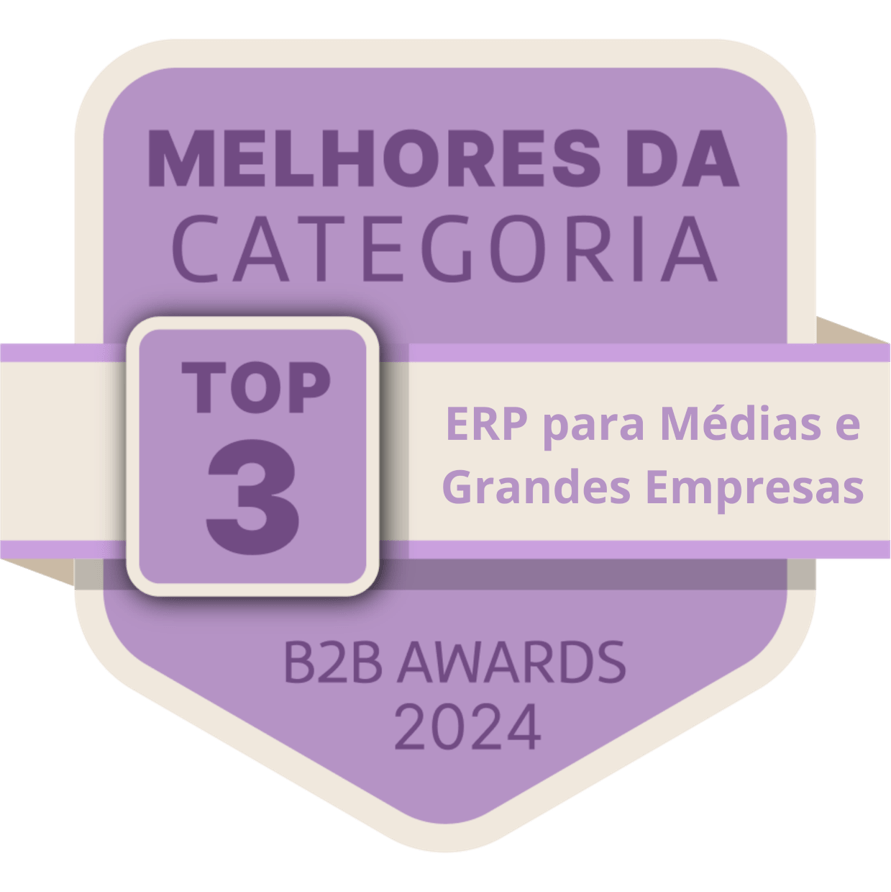 MELHORES DA
CATEGORIA
TOP
3
ERP para Médias e
Grandes Empresas
B2B AWARDS
2024